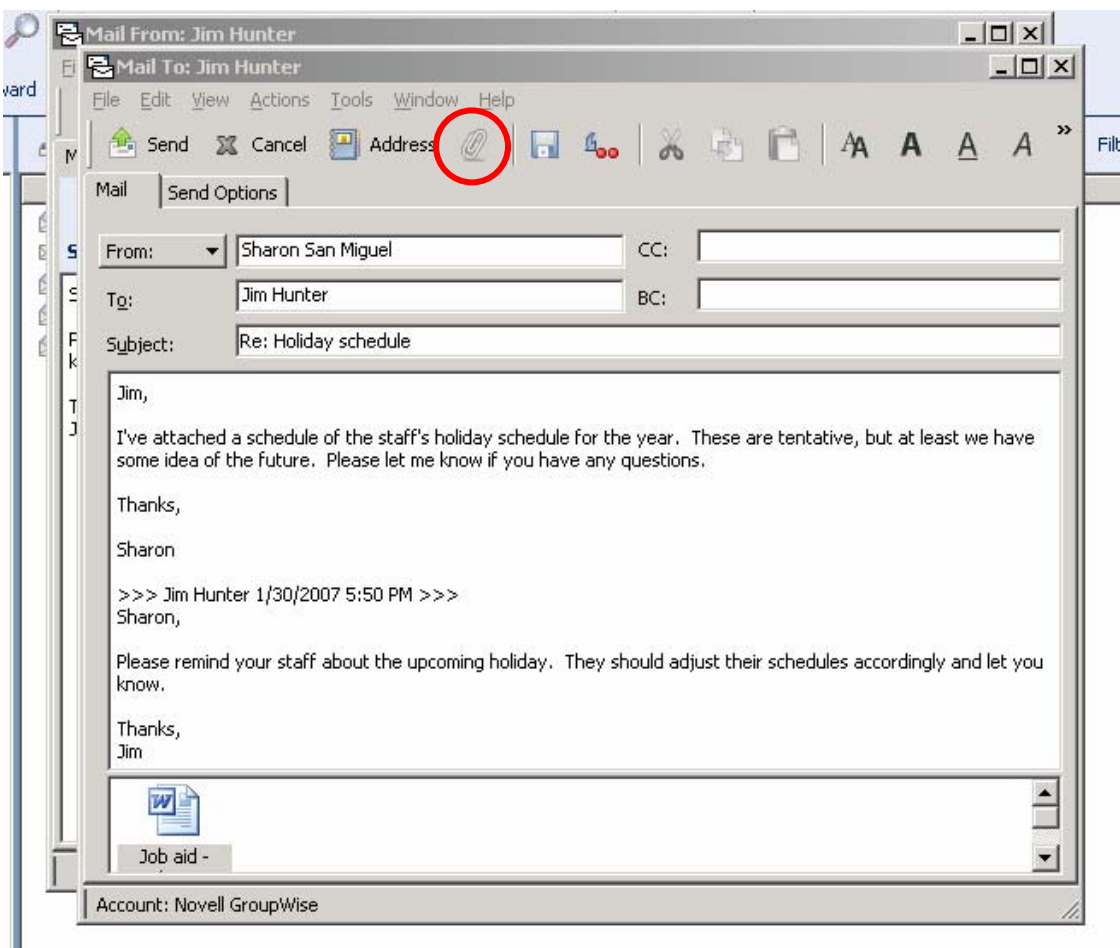 Mail From: Jim Hunter
Mail To: Jim Hunter
ward
File Edit View Actions Tools Window Help
Send Cancel Address
A A A A »
Filt
M
Mail Send Options
From: Sharon San Miguel CC:
To: Jim Hunter BC:
Subject: Re: Holiday schedule
Jim,
I've attached a schedule of the staff's holiday schedule for the year. These are tentative, but at least we have
some idea of the future. Please let me know if you have any questions.
Thanks,
Sharon
>>> Jim Hunter 1/30/2007 5:50 PM >>>
Sharon,
Please remind your staff about the upcoming holiday. They should adjust their schedules accordingly and let you
know.
Thanks,
Jim
Job aid -
Account: Novell GroupWise